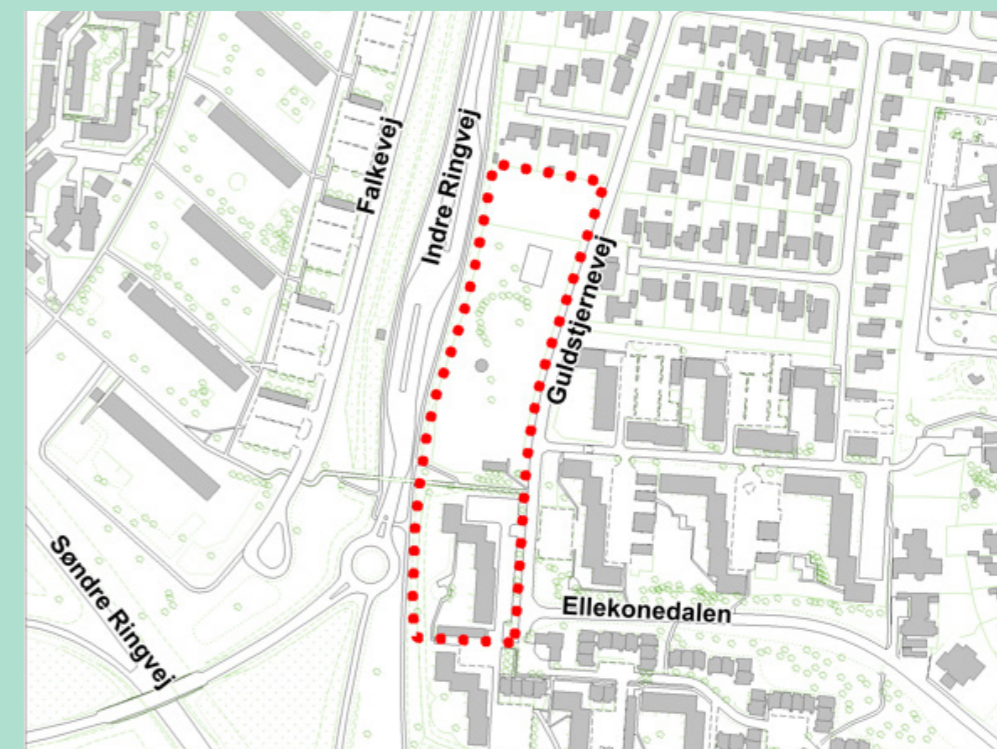 Falkevej
Indre Ringvej
Guldstjernevej
Søndre Ringvej
Ellekonedalen